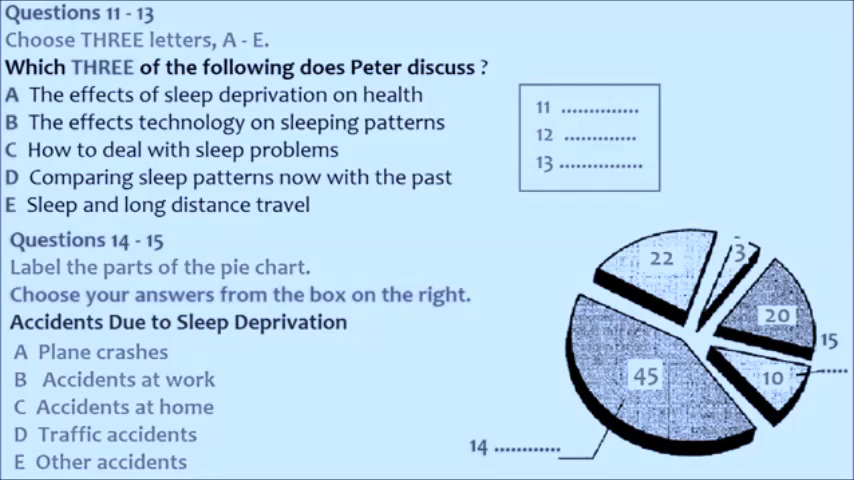 Questions 11 - 13
Choose THREE letters, A - E.
Which THREE of the following does Peter discuss ?
A The effects of sleep deprivation on health
B The effects technology on sleeping patterns
C How to deal with sleep problems
D Comparing sleep patterns now with the past
E Sleep and long distance travel
11 ..............
12 .............
13 ...............
Questions 14 - 15
Label the parts of the pie chart.
Choose your answers from the box on the right.
Accidents Due to Sleep Deprivation
A Plane crashes
B Accidents at work
C Accidents at home
D Traffic accidents
E Other accidents
22
3
20
15 .....
10
45
14 ............